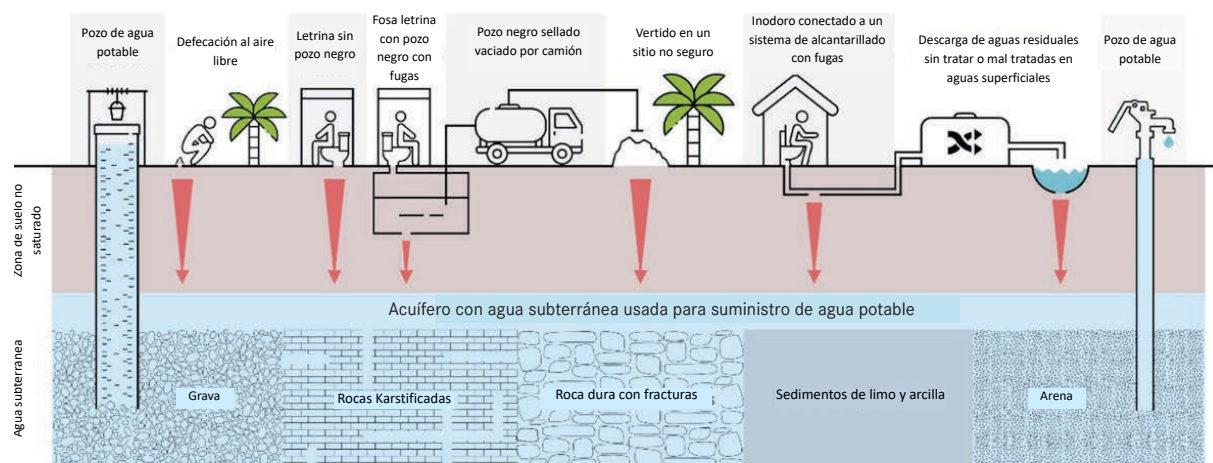 Pozo de agua
potable
Defecación al aire
libre
Letrina sin
pozo negro
Fosa letrina
con pozo
negro con
fugas
Pozo negro sellado
vaciado por camión
Vertido en un
sitio no seguro
Inodoro conectado a un
sistema de alcantarillado
con fugas
Descarga de aguas residuales
sin tratar o mal tratadas en
aguas superficiales
Pozo de agua
potable
Zona de suelo no
saturado
Acuífero con agua subterránea usada para suministro de agua potable
Agua subterranea
Grava
Rocas Karstificadas
Roca dura con fracturas
Sedimentos de limo y arcilla
Arena